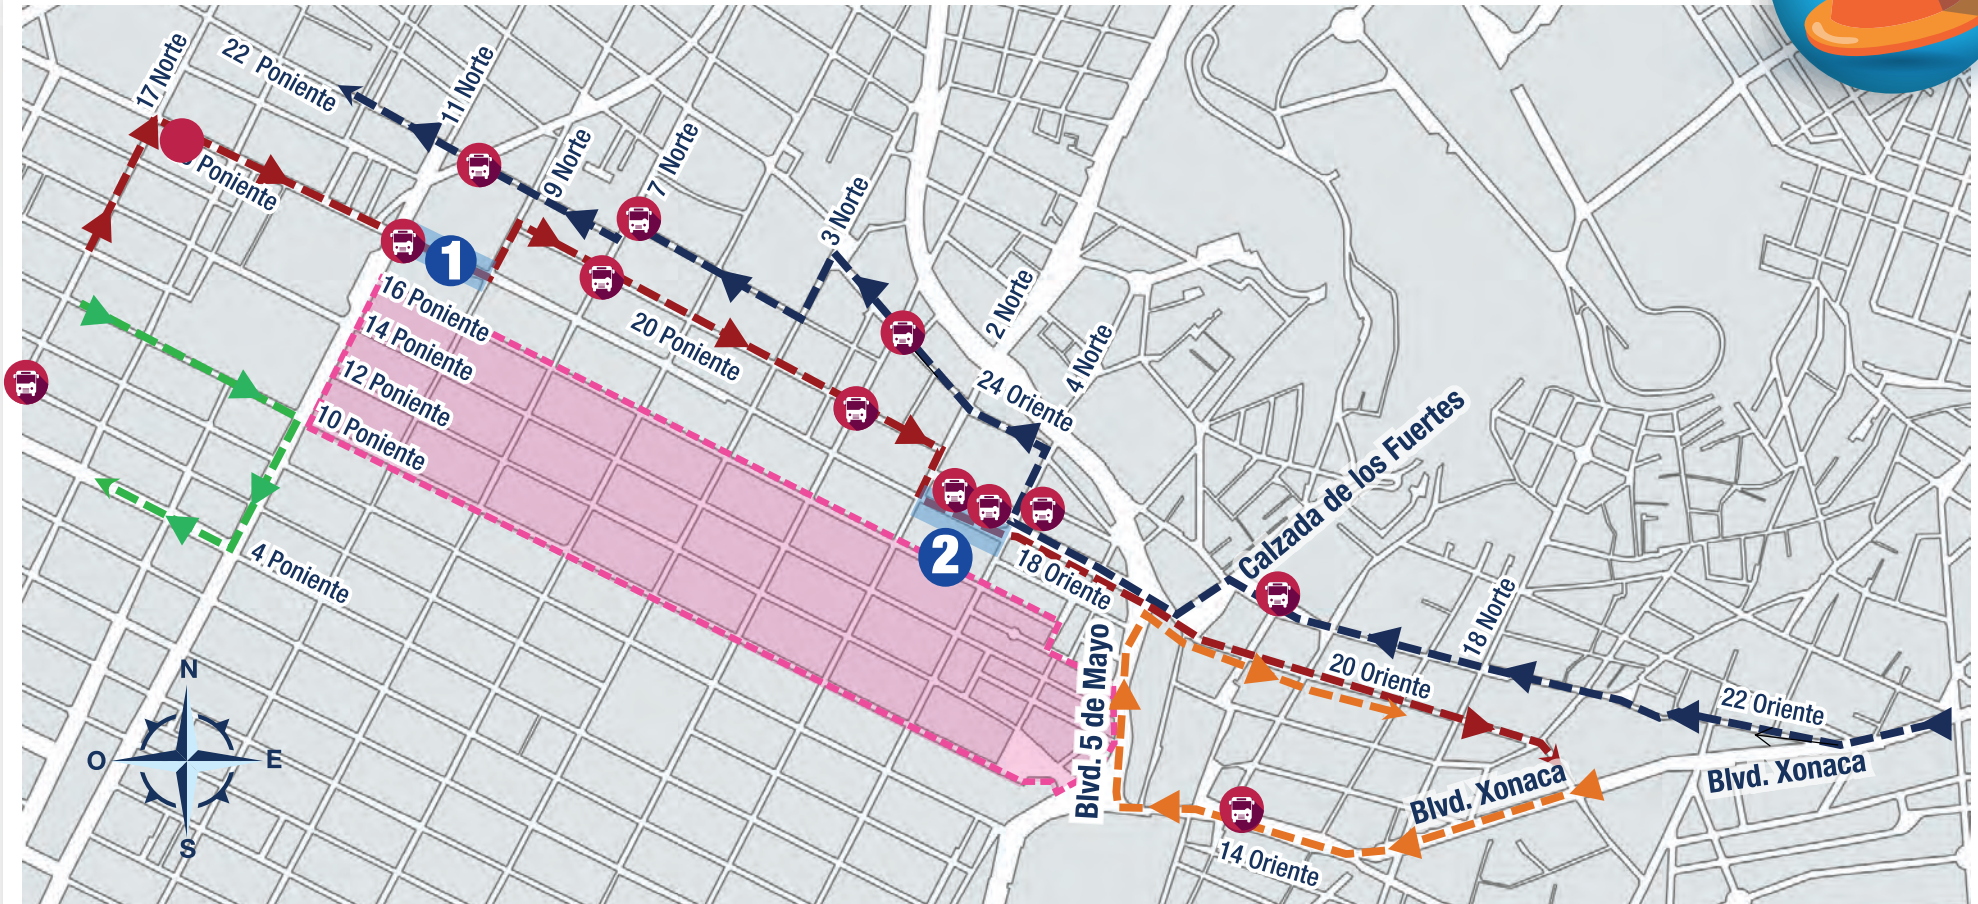 17 Norte
22 Poniente
11 Norte
9 Norte
7 Norte
3 Norte
2 Norte
4 Norte
Poniente
1
16 Poniente
14 Poniente
12 Poniente
10 Poniente
20 Poniente
24 Oriente
Calzada de los Fuertes
2
18 Oriente
4 Poniente
18 Norte
20 Oriente
22 Oriente
Blvd. 5 de Mayo
Blvd. Xonaca
Blvd. Xonaca
14 Oriente
N
O
E
S